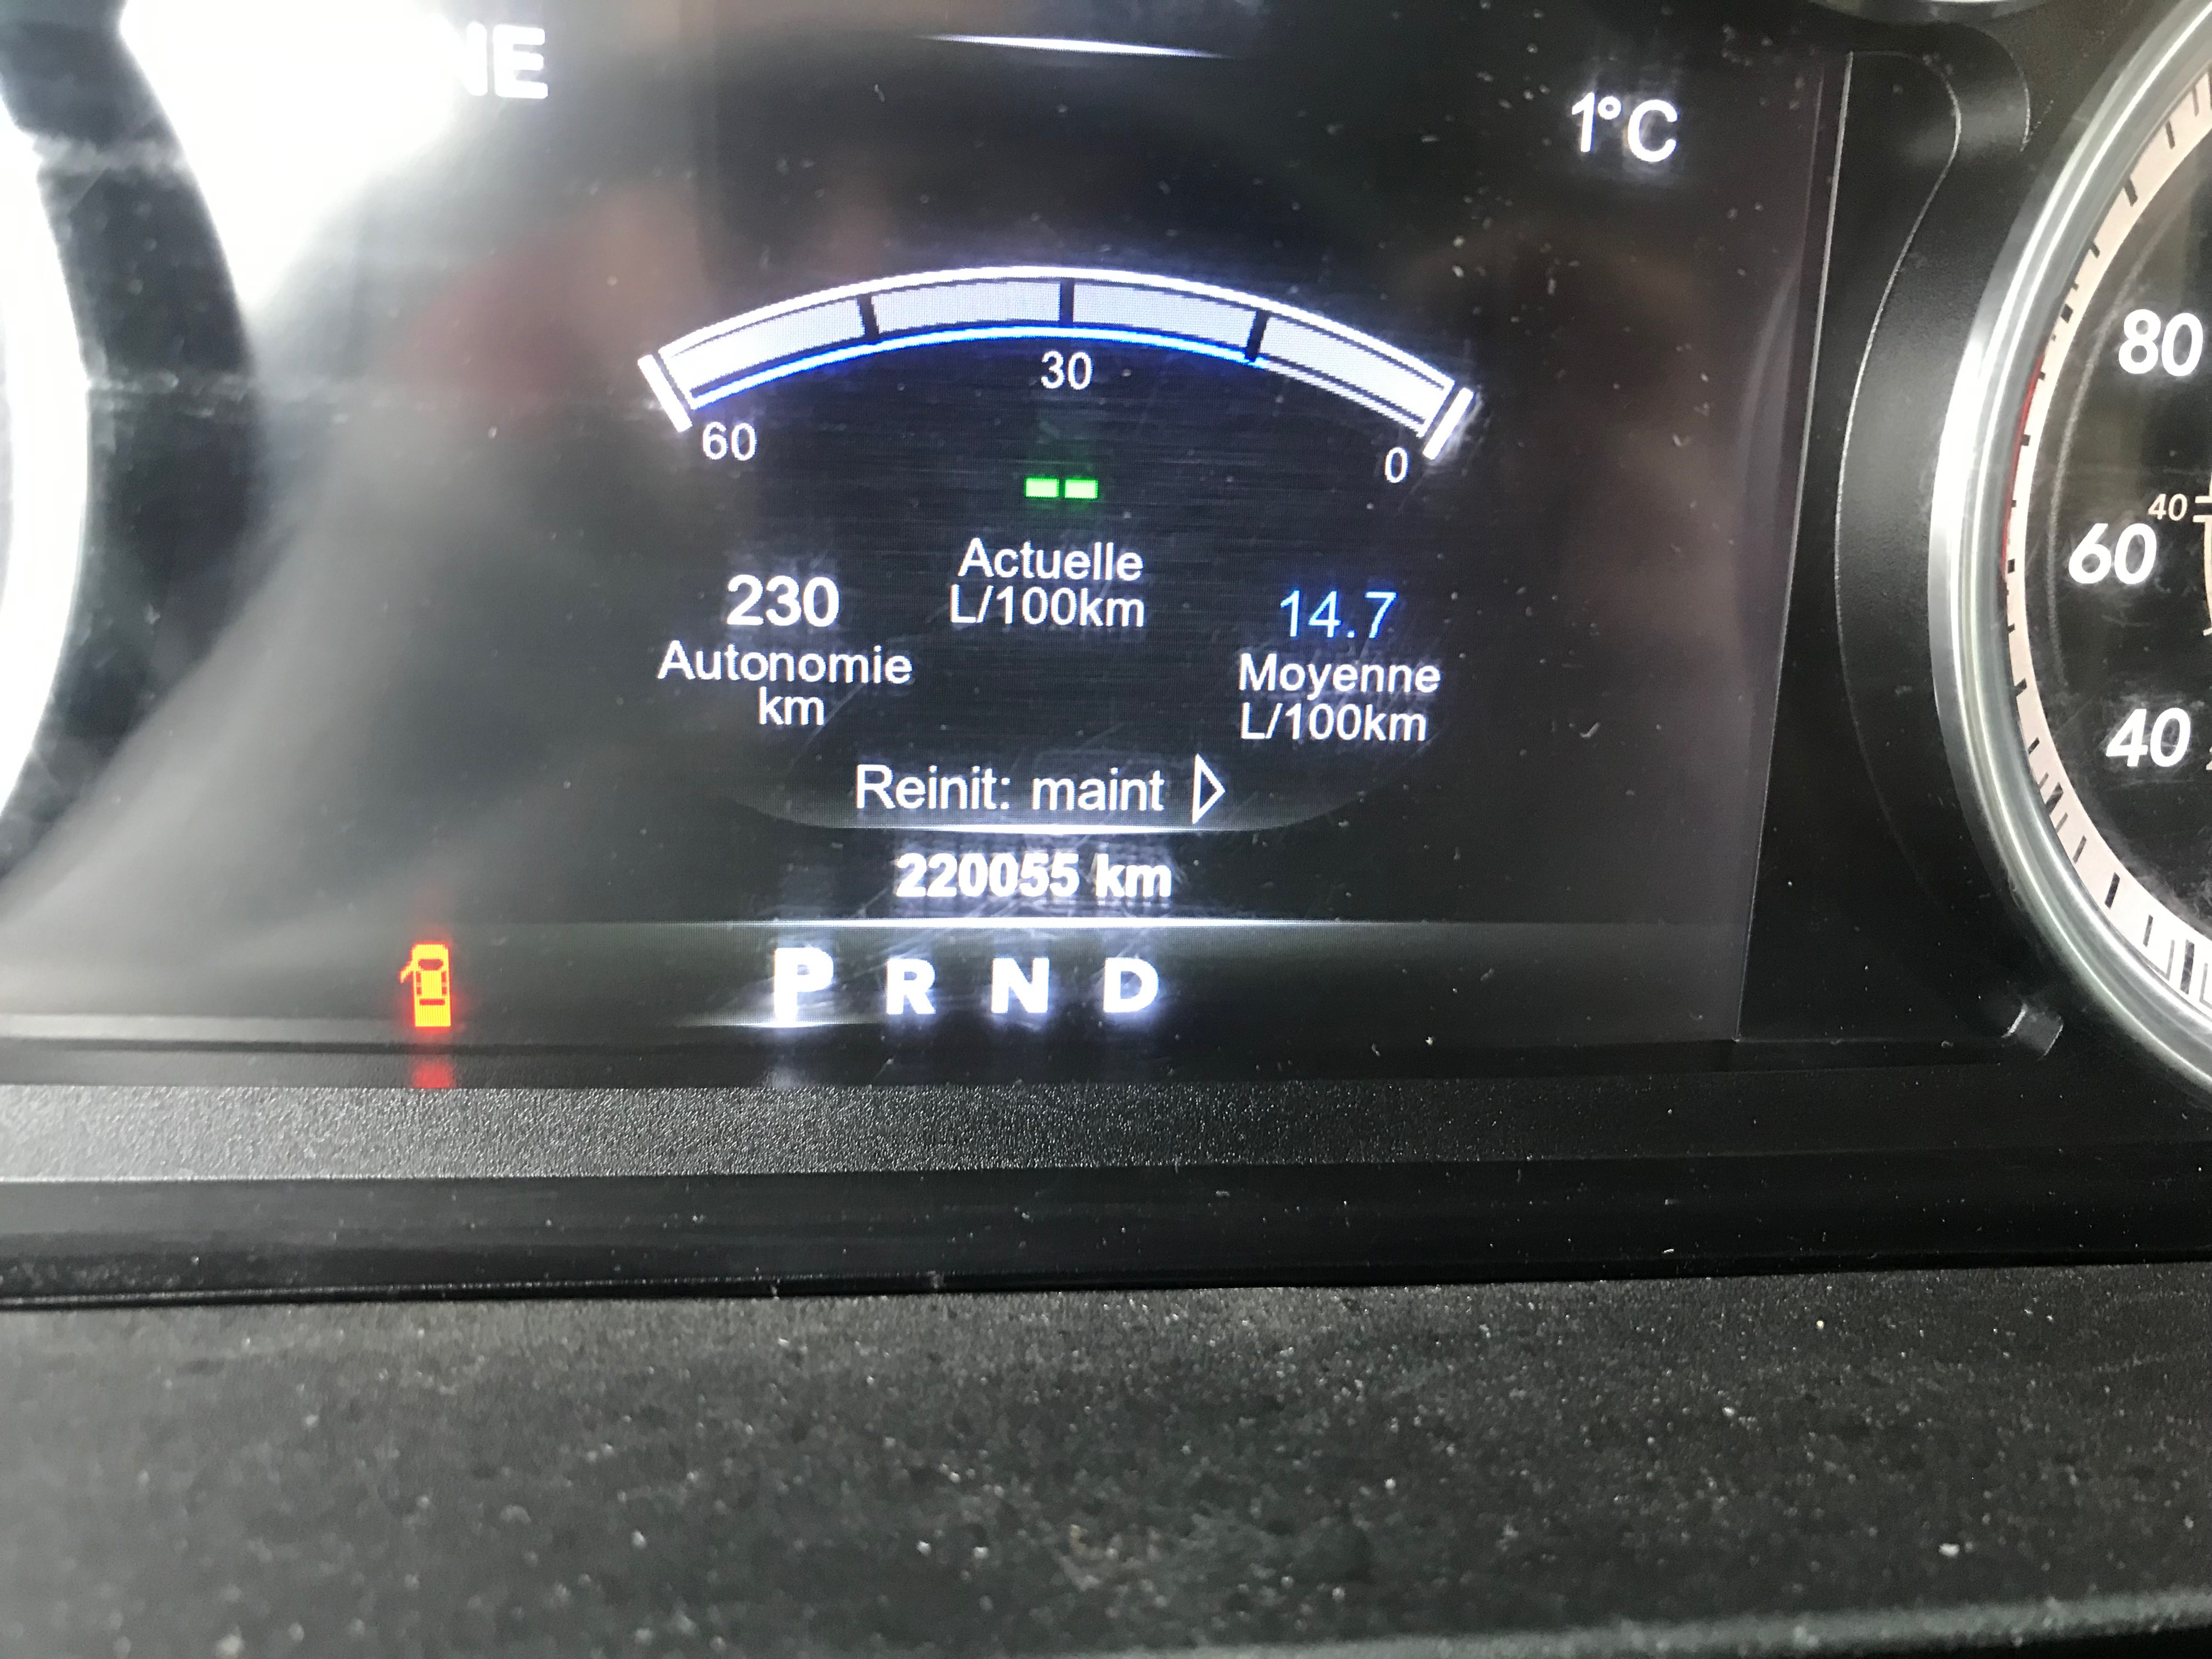 NE
1°C
30
60
0
--
Actuelle
L/100km
230
Autonomie
km
14.7
Moyenne
L/100km
Reinit: maint
220055 km
P R N D
80
60
40
40